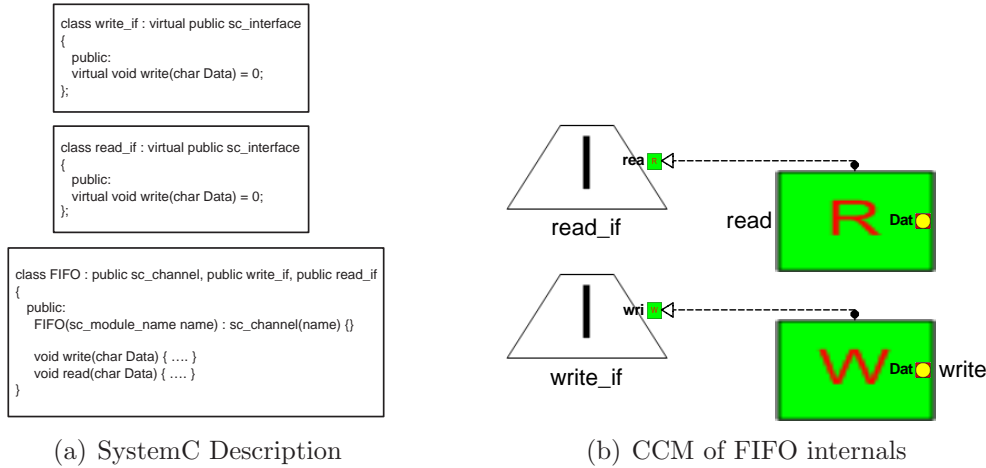 class write_if : virtual public sc_interface
{
public:
virtual void write(char Data) = 0;
};
class read_if : virtual public sc_interface
{
public:
virtual void write(char Data) = 0;
};
class FIFO : public sc_channel, public write_if, public read_if
{
public:
FIFO(sc_module_name name) : sc_channel(name) {}
void write(char Data) { .... }
void read(char Data) { .... }
}
(a) SystemC Description
I
rea R
read_if
read
R
Dat
I
wri W
write_if
W
Dat
write
(b) CCM of FIFO internals